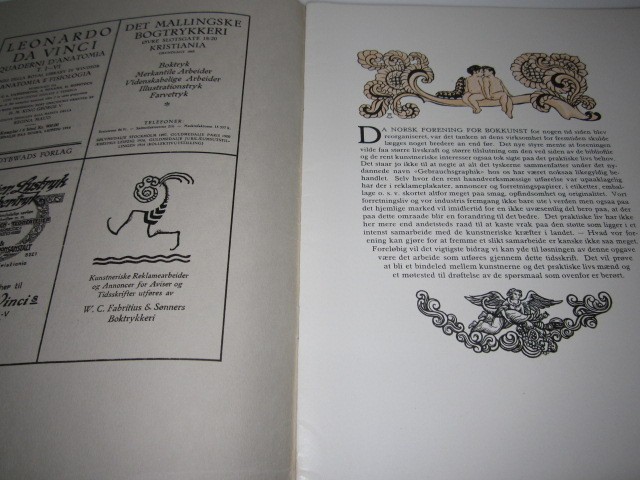 LEONARDO
DA VINCI
QUADERNI D'ANATOMIA
I - VI
ANATOMIA E FISIOLOGIA
DET MALLINGSKE
BOGTRYKKERI
KRISTIANIA
Boktryk
Merkantile Arbeider
Videnskabelige Arbeider
Illustrationstryk
Farvetryk
TELEFONER
FORLAG
Kunstneriske Reklamearbeider
og Annoncer for Aviser og
Tidsskrifter utføres av
W. C. Fabritius & Sønners
Boktrykkeri
DA NORSK FORENING FOR BOKKUNST for nogen tid siden blev
reorganiseret, var det tanken at dens virksomhet for fremtiden skulde
lægges noget bredere an end før. Det nye styre mente at foreningen
vilde faa større livskraft og større tilslutning om den ved siden av de bibliofile
og de rent kunstneriske interesser ogsaa tok sigte paa det praktiske livs behov.
Det staar jo ikke til at negte at alt det tyskerne sammenfatter under det ny-
dannede navn «Gebrauchsgraphik» hos os har været noksaa likegyldig be-
handlet. Selv hvor den rent haandverksmæssige utførelse var upaaklagelig
har der i reklameplakater, annoncer og forretningspapirer, i etiketter, embal-
lage o. s. v. skortet altfor meget paa smag, opfindsomhet og originalitet. Vort
forretningsliv og vor industris fremgang ikke bare ute i verden men ogsaa paa
det hjemlige marked vil imidlertid for en ikke uvæsentlig del bero paa, at der
paa dette omraade blir en forandring til det bedre. Det praktiske liv har ikke
her mere end andensteds raad til at kaste vrak paa den støtte som ligger i et
intenst samarbeide med de kunstneriske kræfter i landet. — Hvad vor fore-
ening kan gjøre for at fremme et slikt samarbeide er kanske ikke saa meget.
Foreløbig vil det vigtigste bidrag vi kan yde til løsningen av denne opgave
være det arbeide som utføres gjennem dette tidsskrift. Det vil prøve
at bli et bindeled mellem kunstnerne og det praktiske livs mænd og
et møtested til drøftelse av de spørsmaal som ovenfor er berørt.